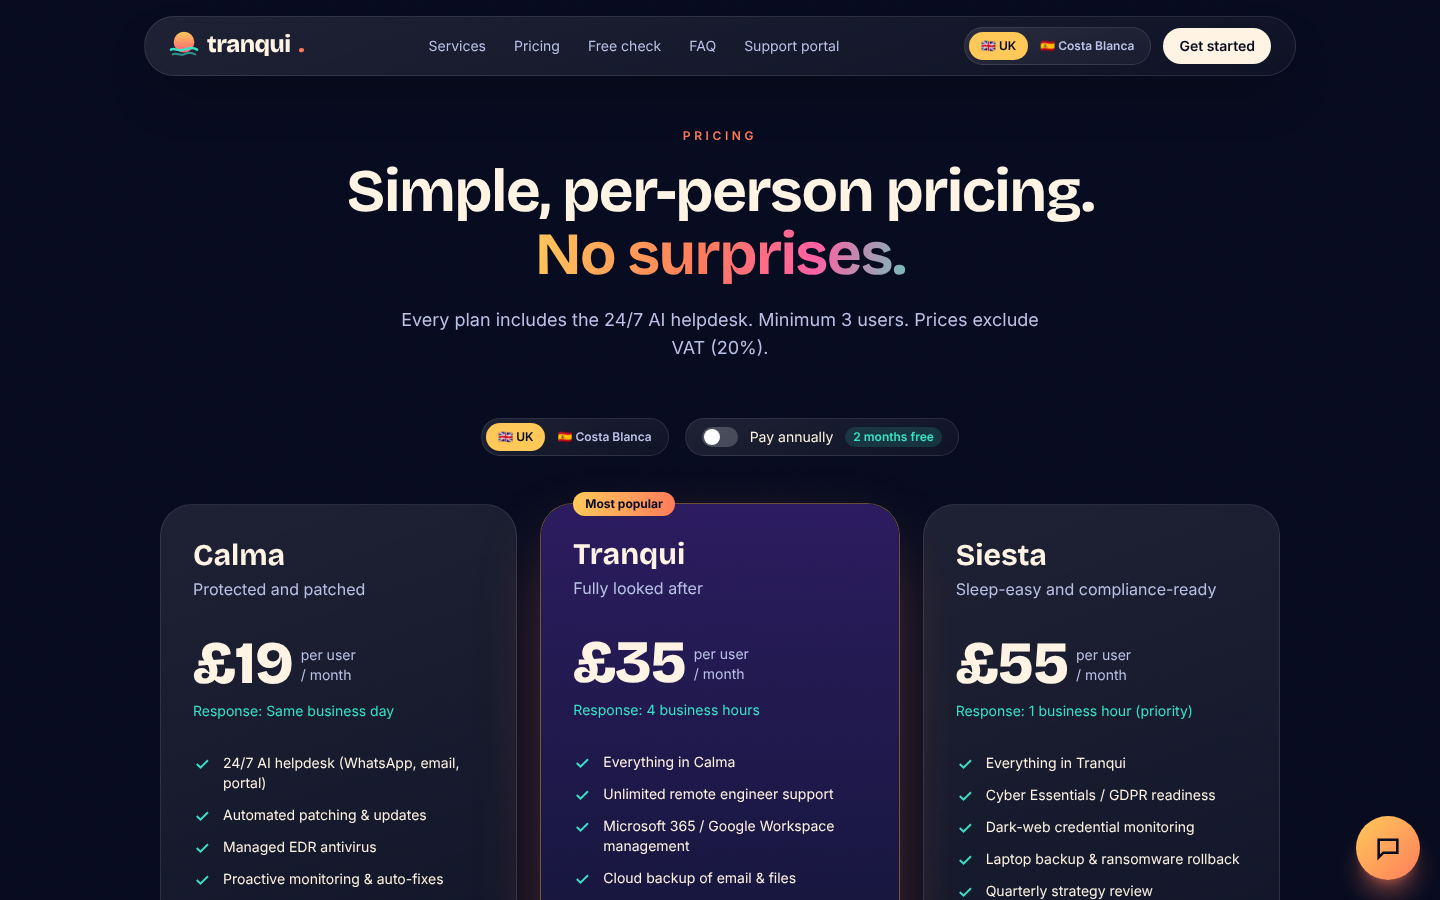 tranqui.
Services
Pricing
Free check
FAQ
Support portal
🇬🇧 UK
🇪🇸 Costa Blanca
Get started
PRICING
Simple, per-person pricing.
No surprises.
Every plan includes the 24/7 AI helpdesk. Minimum 3 users. Prices exclude
VAT (20%).
🇬🇧 UK
🇪🇸 Costa Blanca
Pay annually
2 months free
Calma
Protected and patched
£19
per user
/ month
Response: Same business day
24/7 AI helpdesk (WhatsApp, email,
portal)
Automated patching & updates
Managed EDR antivirus
Proactive monitoring & auto-fixes
Most popular
Tranqui
Fully looked after
£35
per user
/ month
Response: 4 business hours
Everything in Calma
Unlimited remote engineer support
Microsoft 365 / Google Workspace
management
Cloud backup of email & files
Siesta
Sleep-easy and compliance-ready
£55
per user
/ month
Response: 1 business hour (priority)
Everything in Tranqui
Cyber Essentials / GDPR readiness
Dark-web credential monitoring
Laptop backup & ransomware rollback
Quarterly strategy review